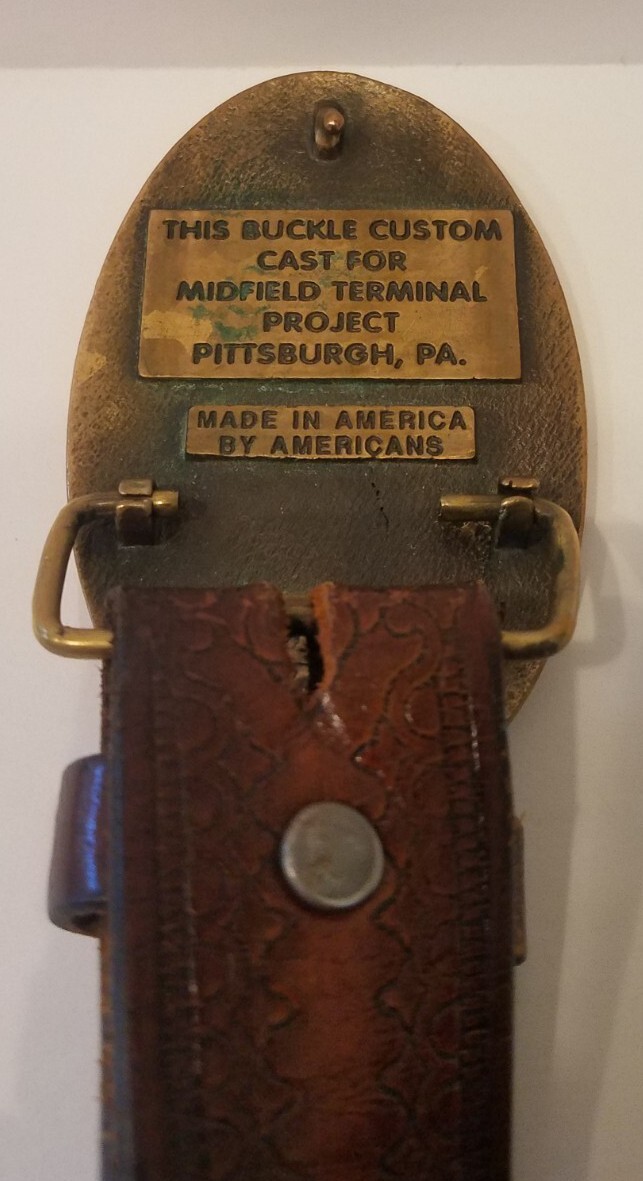 THIS BUCKLE CUSTOM
CAST FOR
MIDFIELD TERMINAL
PROJECT
PITTSBURGH, PA.
MADE IN AMERICA
BY AMERICANS